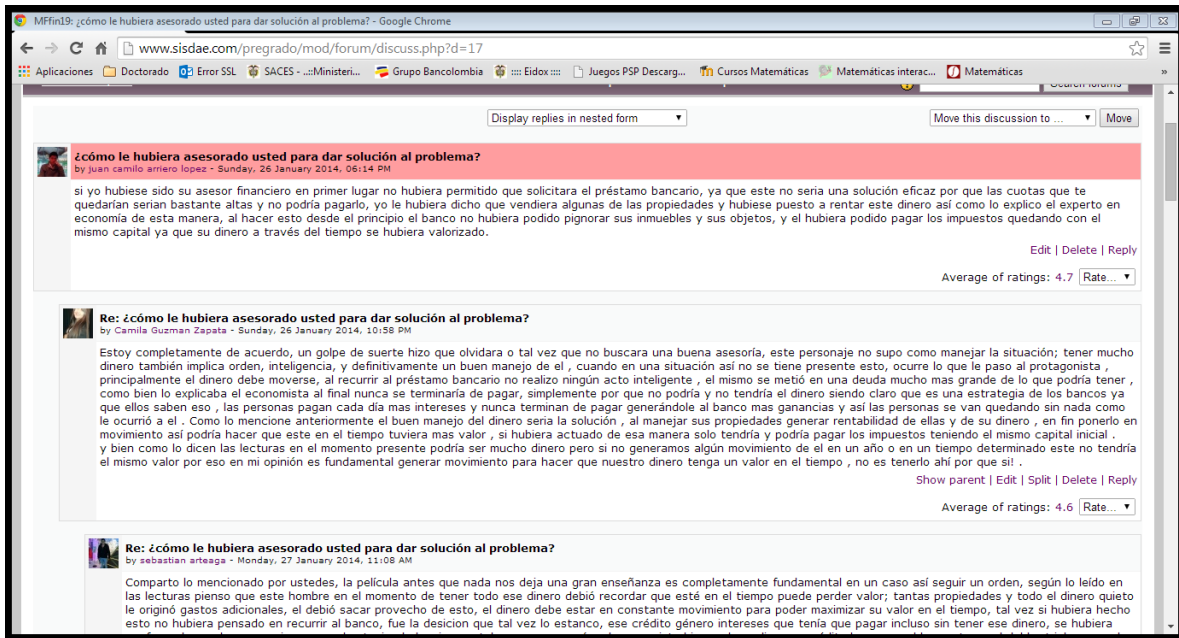 MFfin19: ¿cómo le hubiera asesorado usted para dar solución al problema? - Google Chrome
www.sisdae.com/pregrado/mod/forum/discuss.php?d=17
Aplicaciones Doctorado Error SSL SACES - ..::Ministeri... Grupo Bancolombia :::: Eidox :::: Juegos PSP Descarg... Cursos Matemáticas Matemáticas interac... Matemáticas »
Search forums
Display replies in nested form Move this discussion to ... Move
¿cómo le hubiera asesorado usted para dar solución al problema?
by juan camilo arriero lopez - Sunday, 26 January 2014, 06:14 PM
si yo hubiese sido su asesor financiero en primer lugar no hubiera permitido que solicitara el préstamo bancario, ya que este no seria una solución eficaz por que las cuotas que te
quedarían serian bastante altas y no podría pagarlo, yo le hubiera dicho que vendiera algunas de las propiedades y hubiese puesto a rentar este dinero así como lo explico el experto en
economía de esta manera, al hacer esto desde el principio el banco no hubiera podido pignorar sus inmuebles y sus objetos, y el hubiera podido pagar los impuestos quedando con el
mismo capital ya que su dinero a través del tiempo se hubiera valorizado.
Edit | Delete | Reply
Average of ratings: 4.7 Rate...
Re: ¿cómo le hubiera asesorado usted para dar solución al problema?
by Camila Guzman Zapata - Sunday, 26 January 2014, 10:58 PM
Estoy completamente de acuerdo, un golpe de suerte hizo que olvidara o tal vez que no buscara una buena asesoría, este personaje no supo como manejar la situación; tener mucho
dinero también implica orden, inteligencia, y definitivamente un buen manejo de el , cuando en una situación así no se tiene presente esto, ocurre lo que le paso al protagonista ,
principalmente el dinero debe moverse, al recurrir al préstamo bancario no realizo ningún acto inteligente , el mismo se metió en una deuda mucho mas grande de lo que podría tener ,
como bien lo explicaba el economista al final nunca se terminaría de pagar, simplemente por que no podría y no tendría el dinero siendo claro que es una estrategia de los bancos ya
que ellos saben eso , las personas pagan cada día mas intereses y nunca terminan de pagar generándole al banco mas ganancias y así las personas se van quedando sin nada como
le ocurrió a el . Como lo mencione anteriormente el buen manejo del dinero seria la solución , al manejar sus propiedades generar rentabilidad de ellas y de su dinero , en fin ponerlo en
movimiento así podría hacer que este en el tiempo tuviera mas valor , si hubiera actuado de esa manera solo tendría y podría pagar los impuestos teniendo el mismo capital inicial .
y bien como lo dicen las lecturas en el momento presente podría ser mucho dinero pero si no generamos algún movimiento de el en un año o en un tiempo determinado este no tendría
el mismo valor por eso en mi opinión es fundamental generar movimiento para hacer que nuestro dinero tenga un valor en el tiempo , no es tenerlo ahí por que si! .
Show parent | Edit | Split | Delete | Reply
Average of ratings: 4.6 Rate...
Re: ¿cómo le hubiera asesorado usted para dar solución al problema?
by sebastian arteaga - Monday, 27 January 2014, 11:08 AM
Comparto lo mencionado por ustedes, la película antes que nada nos deja una gran enseñanza es completamente fundamental en un caso así seguir un orden, según lo leído en
las lecturas pienso que este hombre en el momento de tener todo ese dinero debió recordar que esté en el tiempo puede perder valor; tantas propiedades y todo el dinero quieto
le originó gastos adicionales, el debió sacar provecho de esto, el dinero debe estar en constante movimiento para poder maximizar su valor en el tiempo, tal vez si hubiera hecho
esto no hubiera pensado en recurrir al banco, fue la desicion que tal vez lo estanco, ese crédito género intereses que tenía que pagar incluso sin tener ese dinero, se hubiera